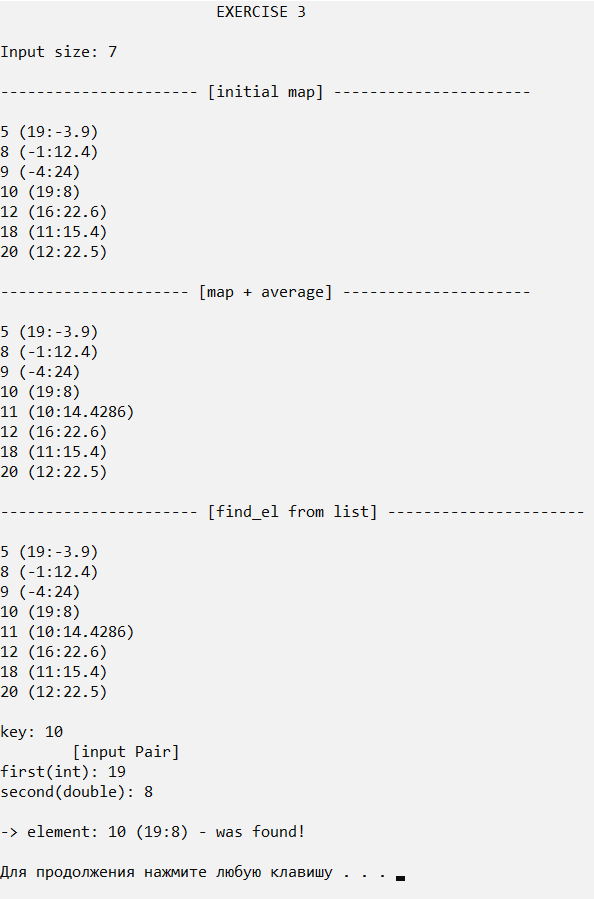 EXERCISE 3
Input size: 7
---------------------- [initial map] ----------------------
5 (19:-3.9)
8 (-1:12.4)
9 (-4:24)
10 (19:8)
12 (16:22.6)
18 (11:15.4)
20 (12:22.5)
--------------------- [map + average] ---------------------
5 (19:-3.9)
8 (-1:12.4)
9 (-4:24)
10 (19:8)
11 (10:14.4286)
12 (16:22.6)
18 (11:15.4)
20 (12:22.5)
---------------------- [find_el from list] ----------------------
5 (19:-3.9)
8 (-1:12.4)
9 (-4:24)
10 (19:8)
11 (10:14.4286)
12 (16:22.6)
18 (11:15.4)
20 (12:22.5)
key: 10
[input Pair]
first(int): 19
second(double): 8
-> element: 10 (19:8) - was found!
Для продолжения нажмите любую клавишу . . .